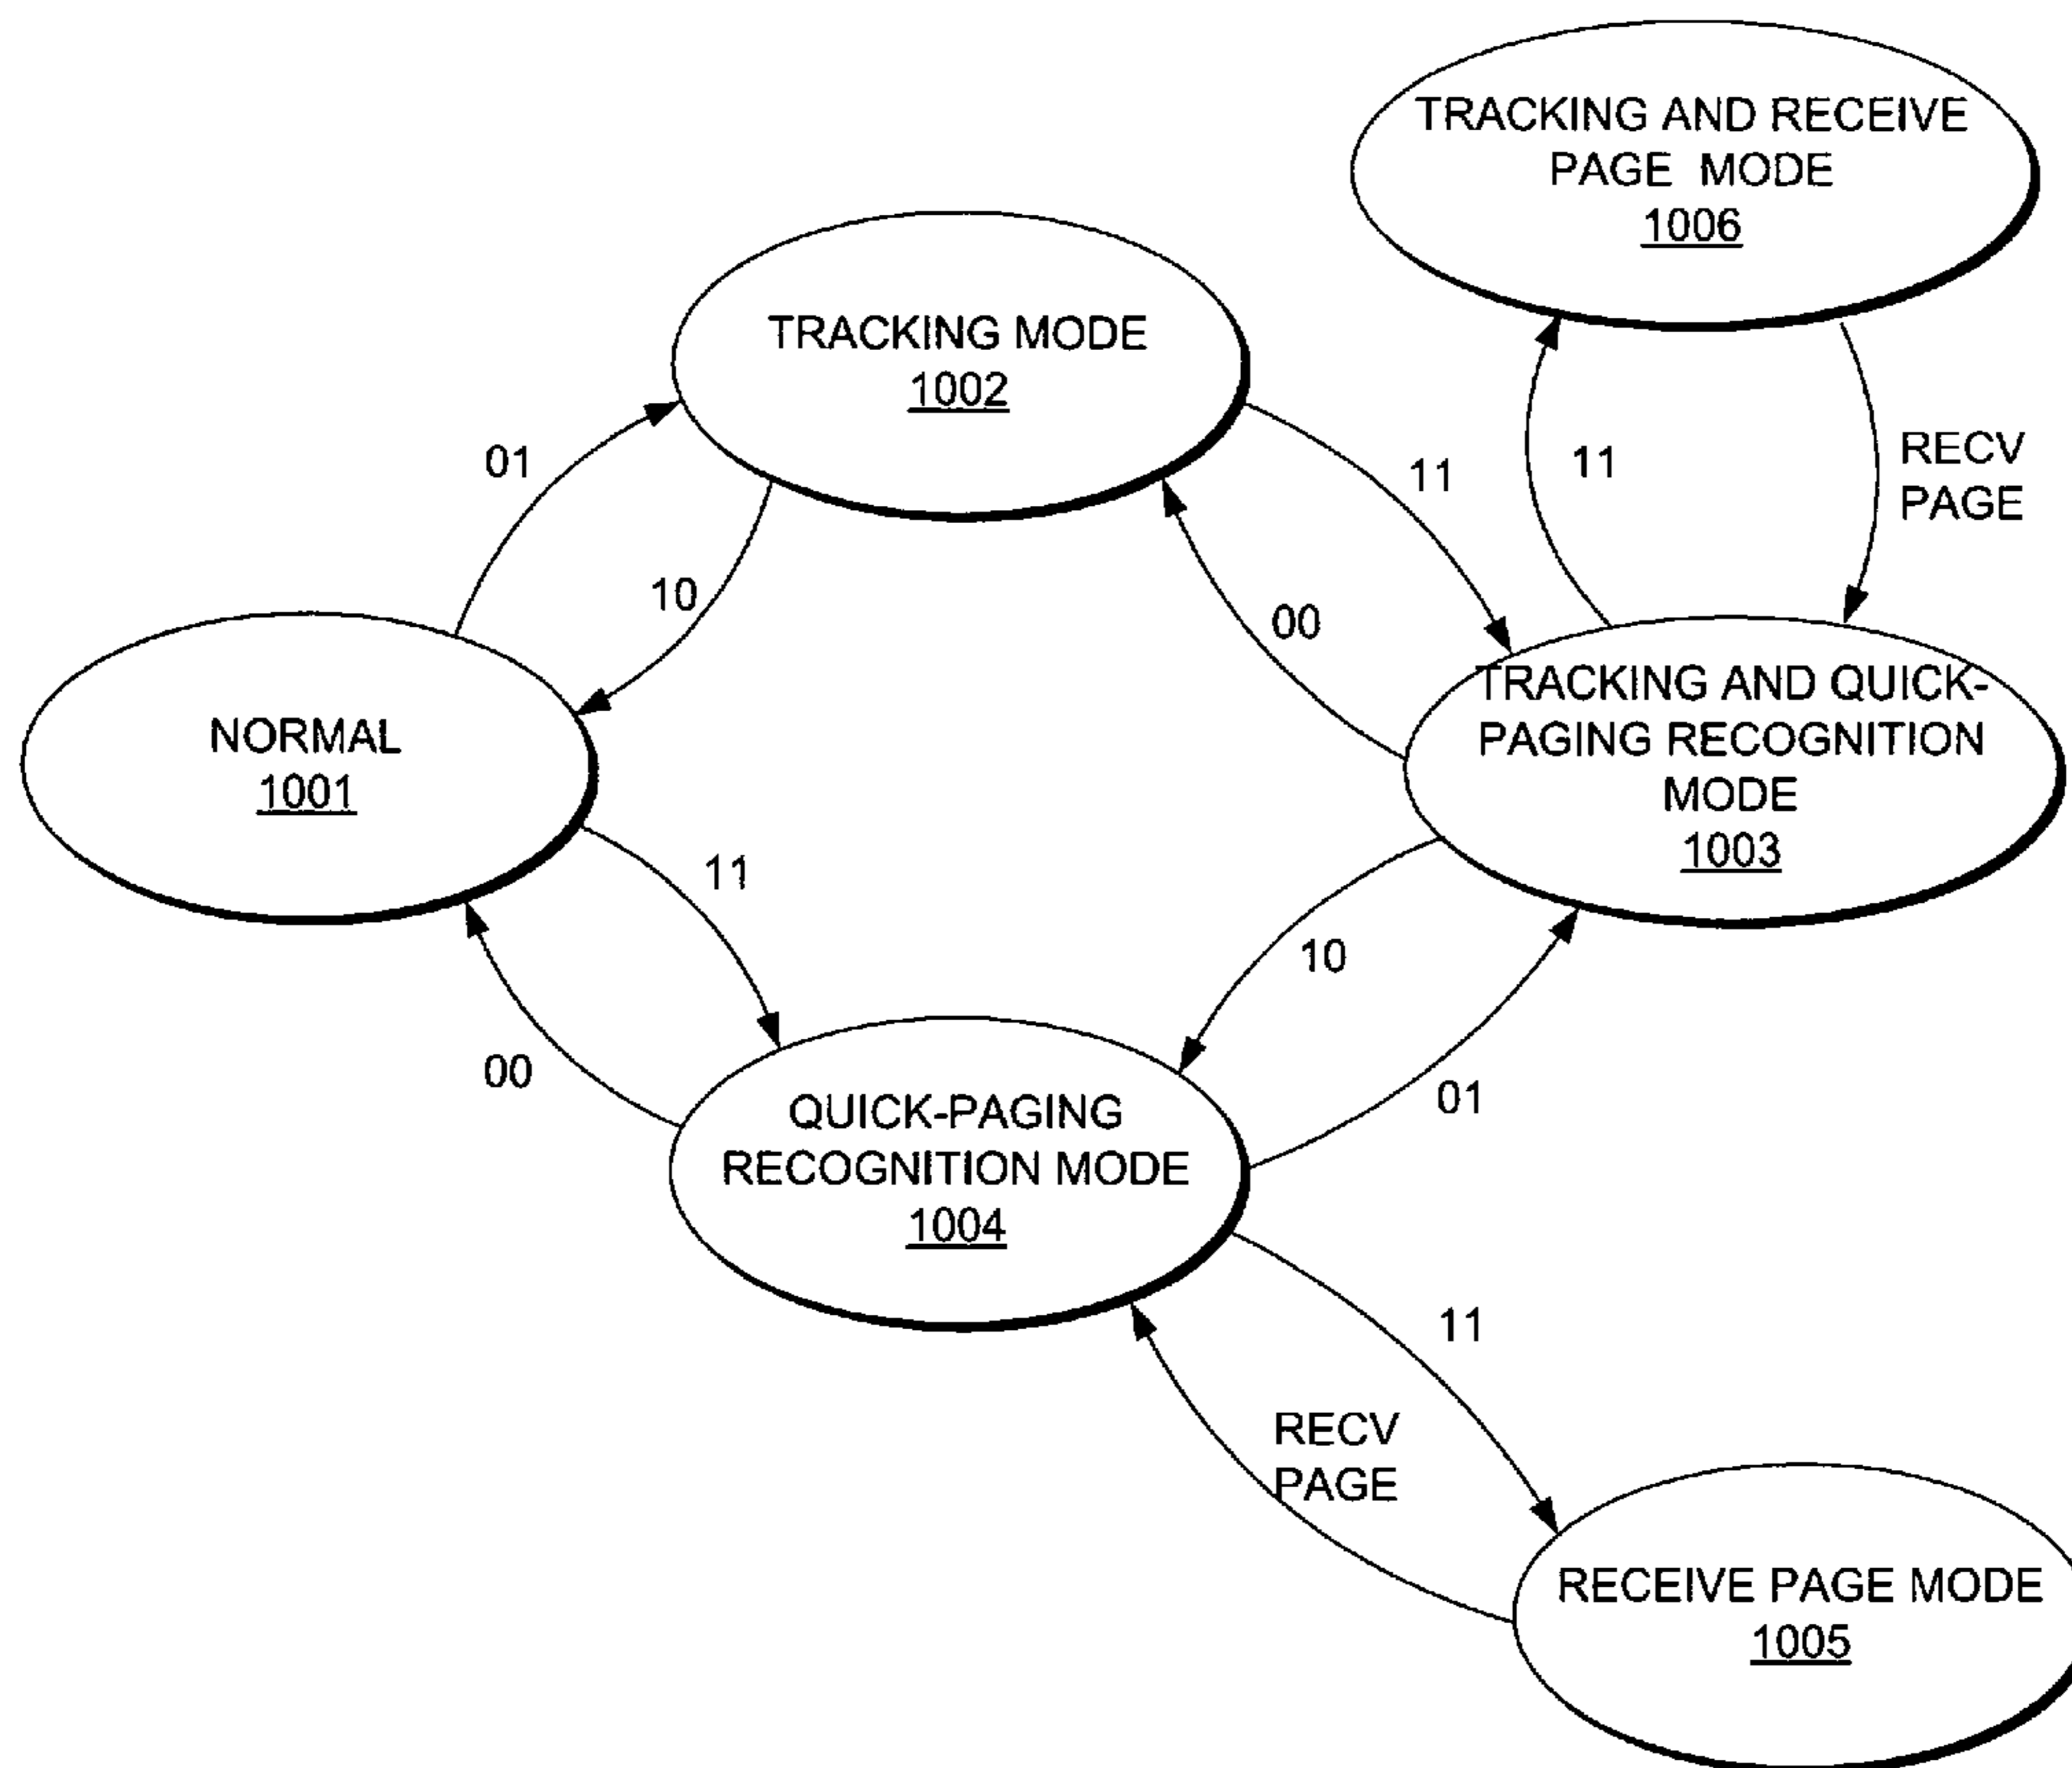 TRACKING AND RECEIVE
PAGE MODE
1006
TRACKING MODE
1002
01
11
11
RECV
PAGE
10
00
NORMAL
1001
TRACKING AND QUICK-
PAGING RECOGNITION
MODE
1003
11
10
00
01
QUICK-PAGING
RECOGNITION MODE
1004
11
RECV
PAGE
RECEIVE PAGE MODE
1005